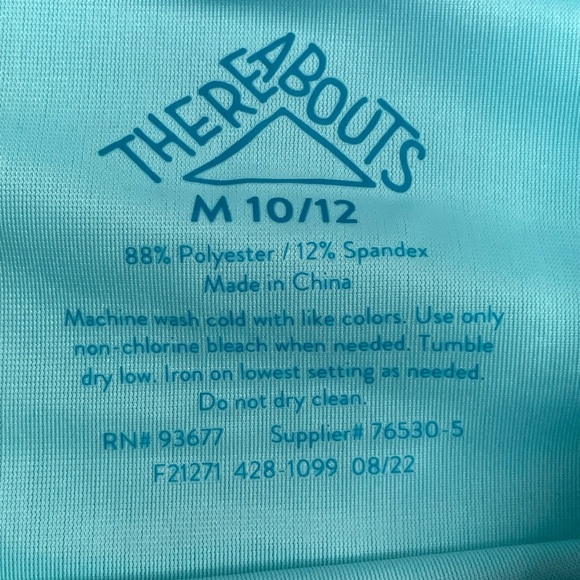 THEREABOUTS
M 10/12
88% Polyester / 12% Spandex
Made in China
Machine wash cold with like colors. Use only
non-chlorine bleach when needed. Tumble
dry low. Iron on lowest setting as needed.
Do not dry clean.
RN# 93677 Supplier# 76530-5
F21271 428-1099 08/22